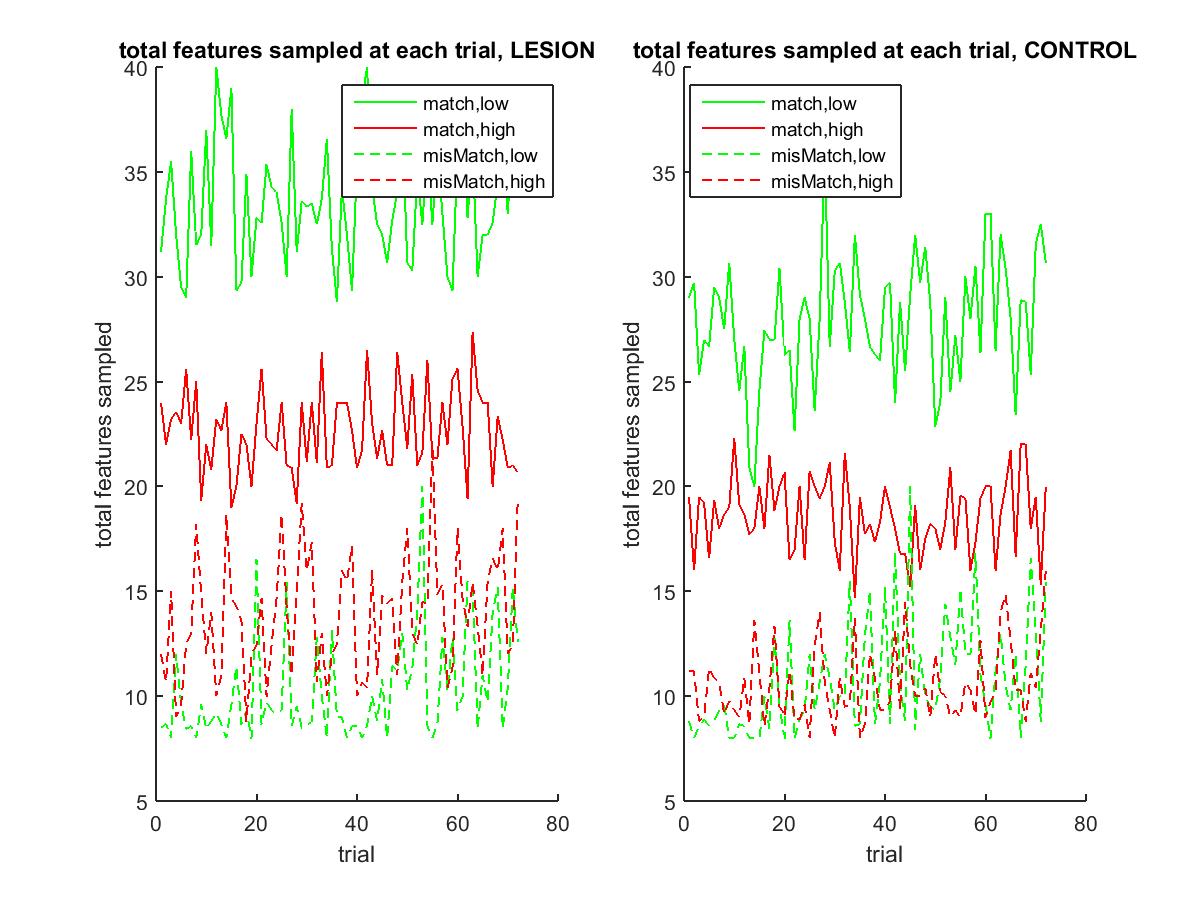 total features sampled at each trial, LESION
total features sampled
40
35
30
25
20
15
10
5
0
20
40
60
80
trial
match,low
match,high
misMatch,low
misMatch,high
total features sampled at each trial, CONTROL
total features sampled
40
35
30
25
20
15
10
5
0
20
40
60
80
trial
match,low
match,high
misMatch,low
misMatch,high